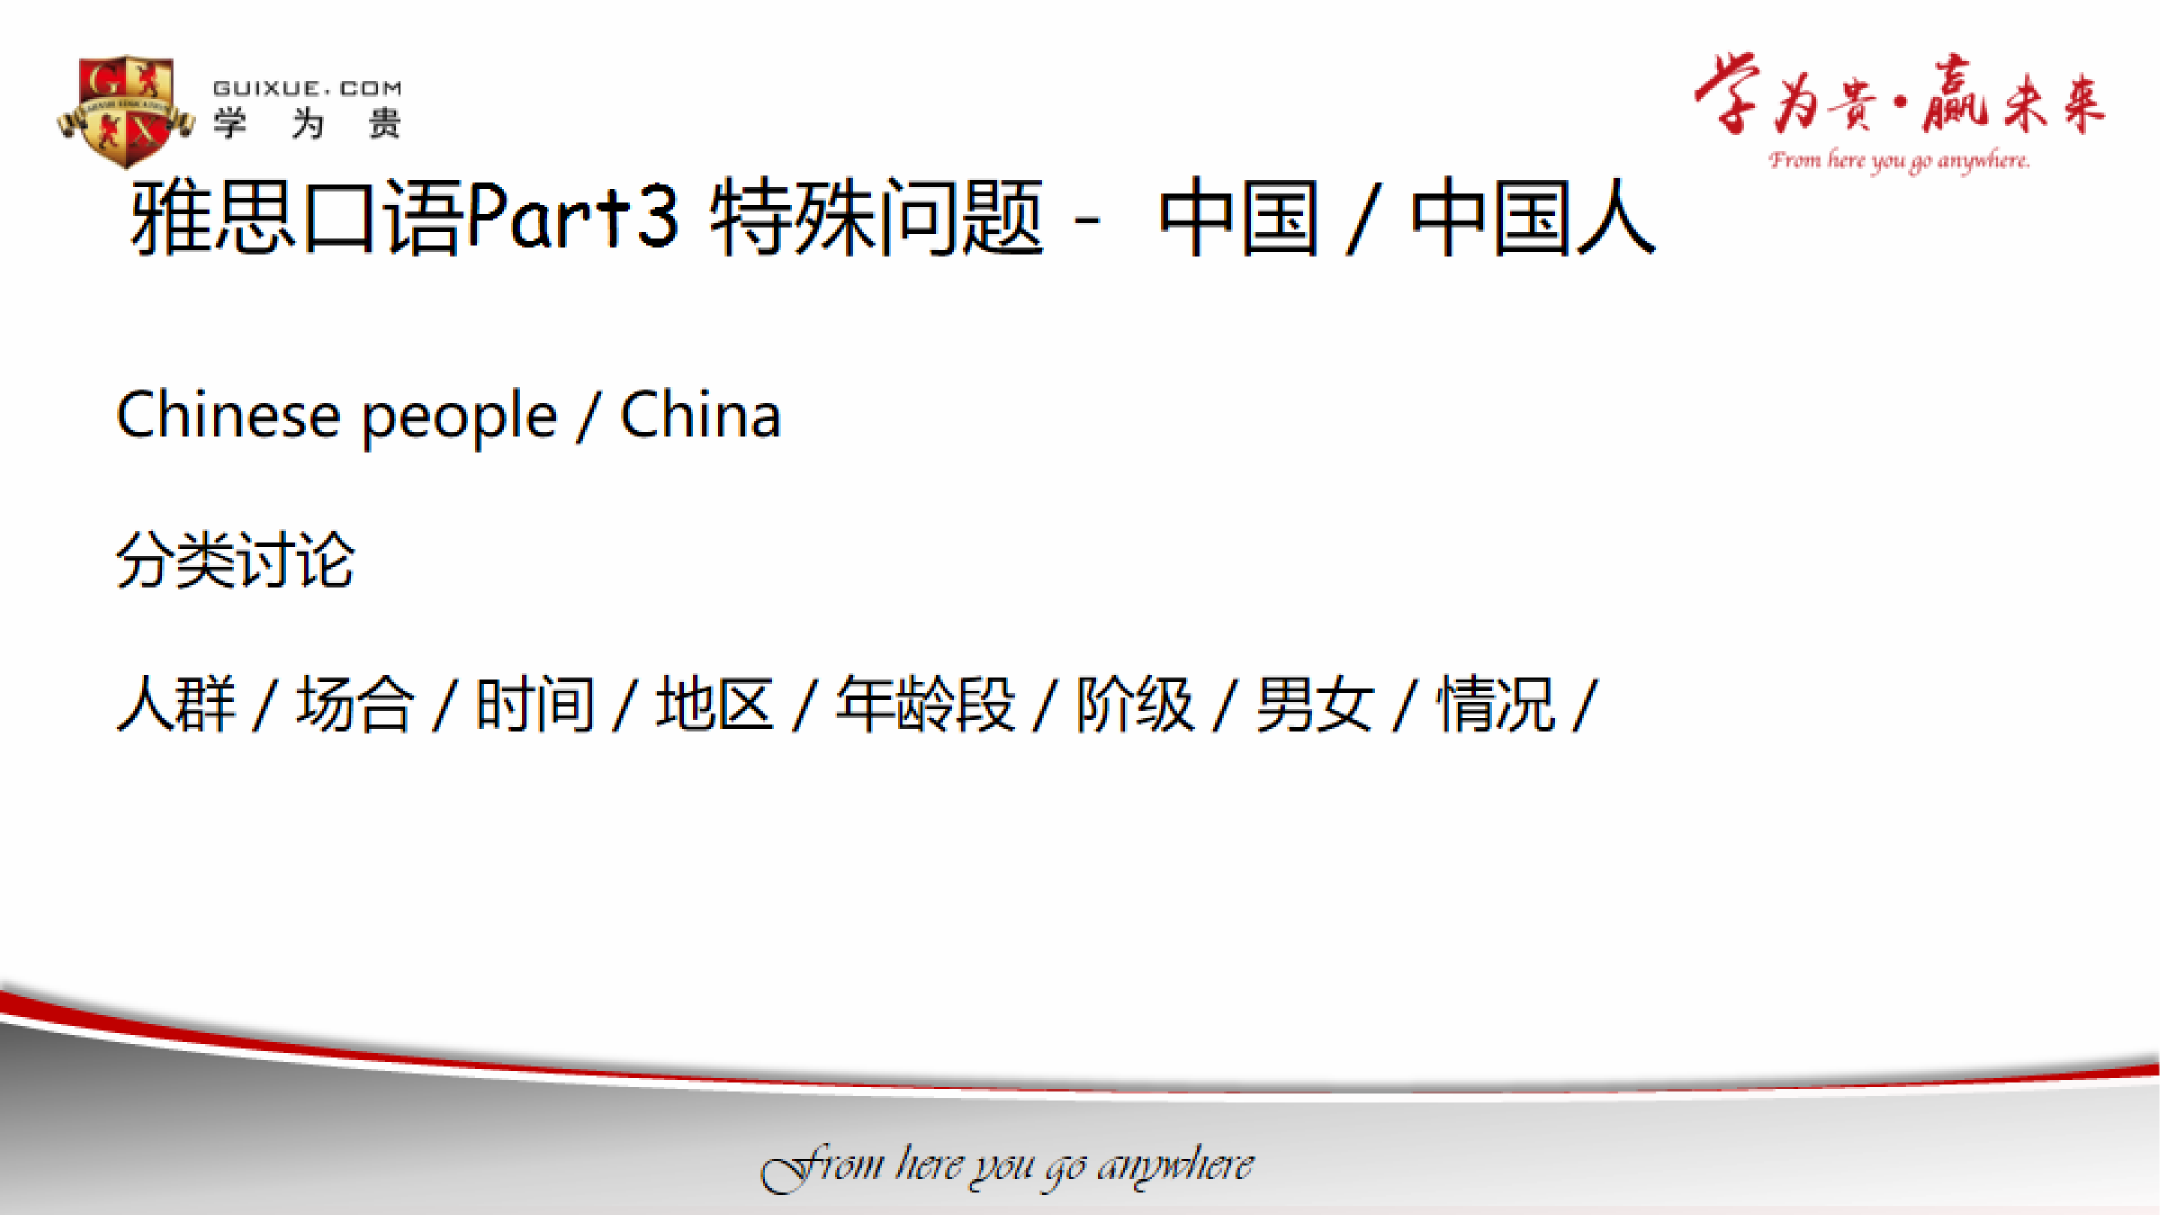 GUIXUE.COM
学为贵
学为贵·赢未来
From here you go anywhere.
雅思口语Part3 特殊问题 - 中国 / 中国人
Chinese people / China
分类讨论
人群 / 场合 / 时间 / 地区 / 年龄段 / 阶级 / 男女 / 情况 /
From here you go anywhere